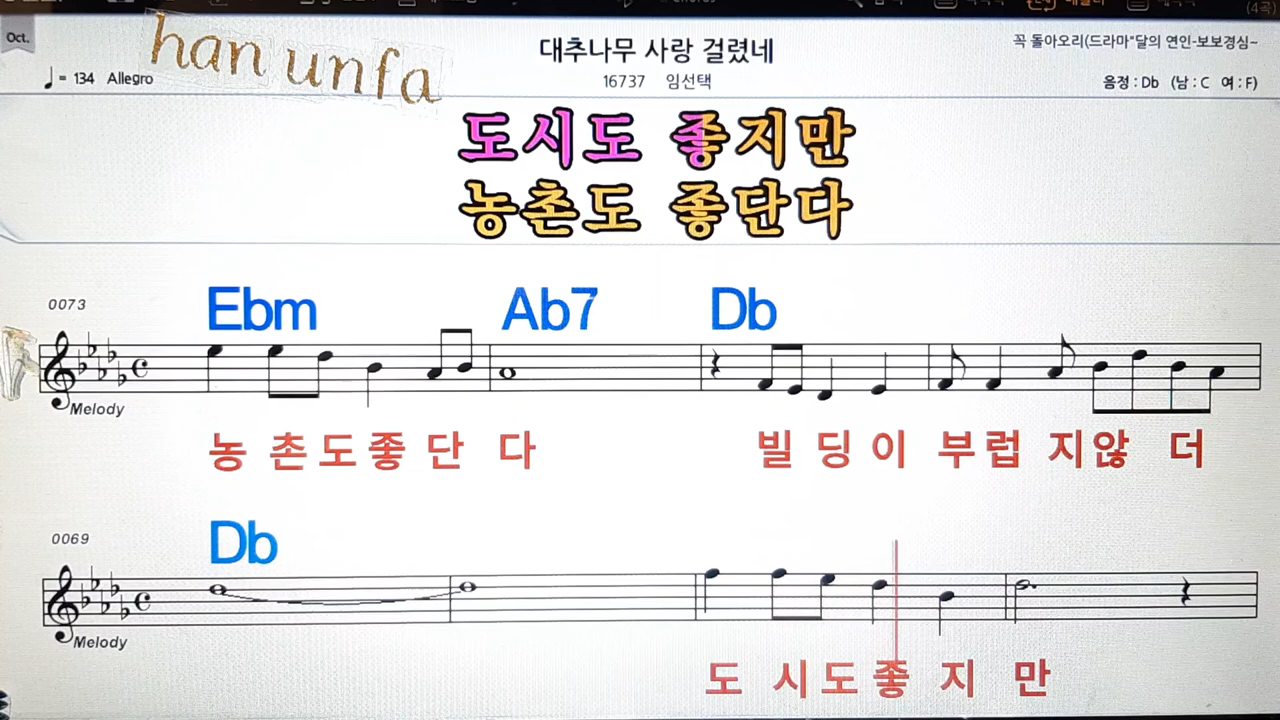 Oct.
han unfa
♩= 134 Allegro
대추나무 사랑 걸렸네
16737 임선택
꼭 돌아오리(드라마"달의 연인-보보경심~
음정 : Db (남 : C 여 : F)
도시도 좋지만
농촌도 좋단다
0073
Ebm Ab7 Db
Melody
농 촌도좋 단 다 빌 딩 이 부럽 지않 더
0069
Db
Melody
도 시도좋 지 만